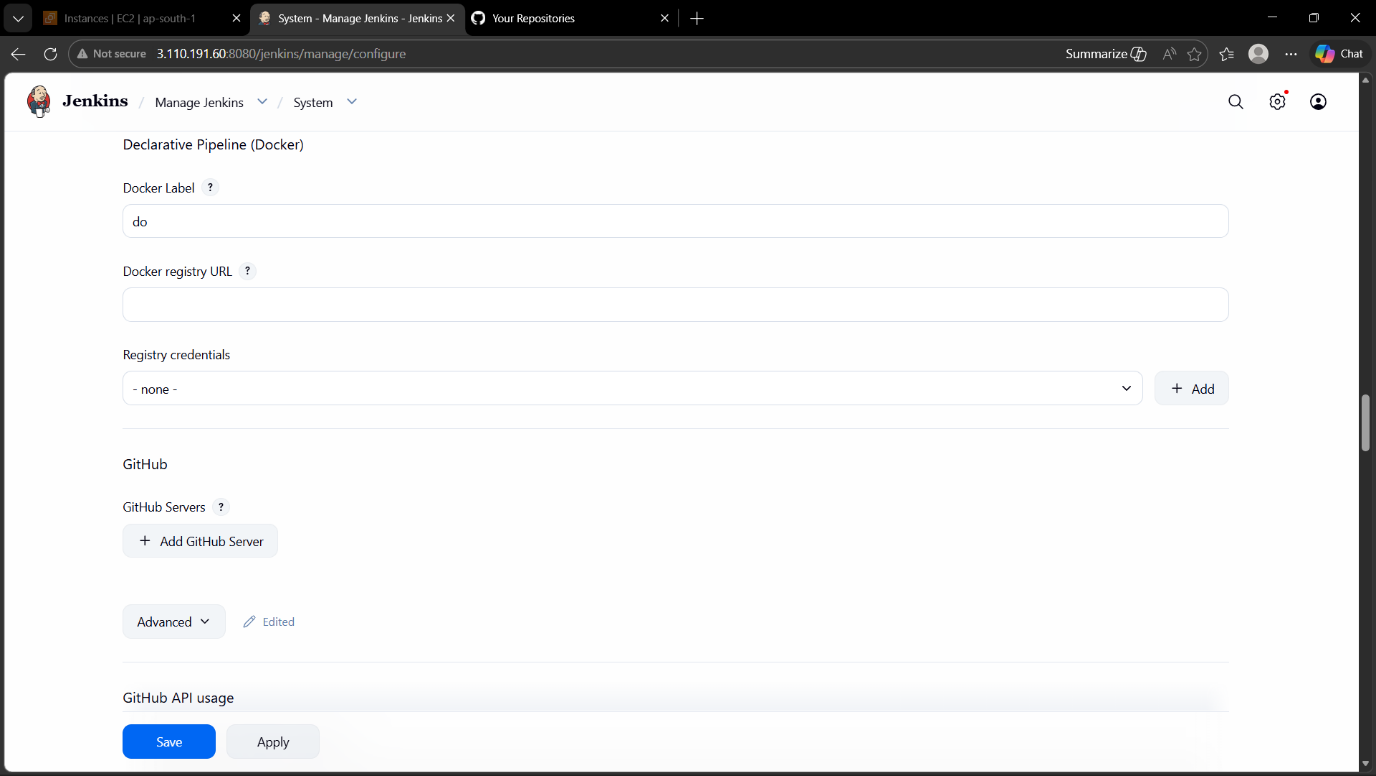 Instances | EC2 | ap-south-1
System - Manage Jenkins - Jenkins
Your Repositories
Not secure 3.110.191.60:8080/jenkins/manage/configure
Summarize
Chat
Jenkins / Manage Jenkins / System
Declarative Pipeline (Docker)
Docker Label ?
do
Docker registry URL ?
Registry credentials
- none -
+ Add
GitHub
GitHub Servers ?
+ Add GitHub Server
Advanced
Edited
GitHub API usage
Save
Apply